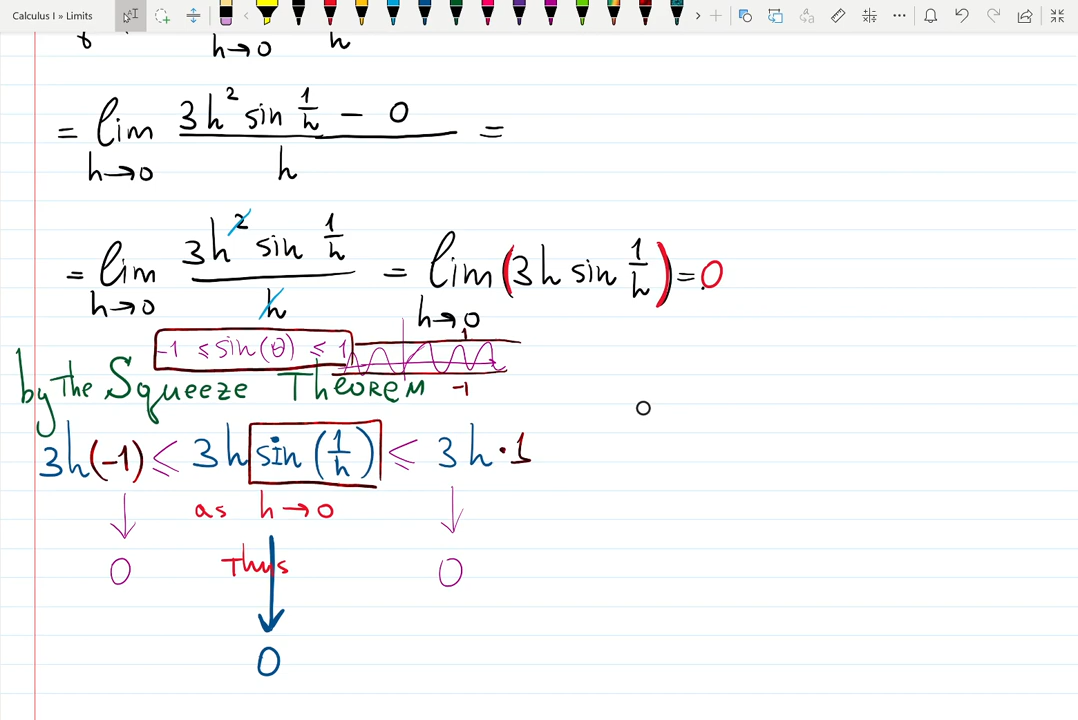 Calculus I » Limits
h→0 h
= lim h→0 (3h² sin 1/h − 0)/h =
= lim h→0 (3h² sin 1/h)/h = lim h→0 (3h sin 1/h) = 0
-1 ≤ sin(θ) ≤ 1 1
by The Squeeze Theorem -1
3h(-1) ≤ 3h sin(1/h) ≤ 3h·1
as h→0
0 Thus 0
0